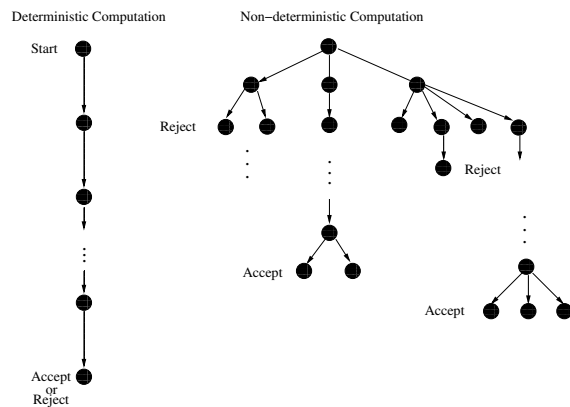 Deterministic Computation
Non-deterministic Computation
Start
Reject
Reject
Accept
Accept
Accept
or
Reject